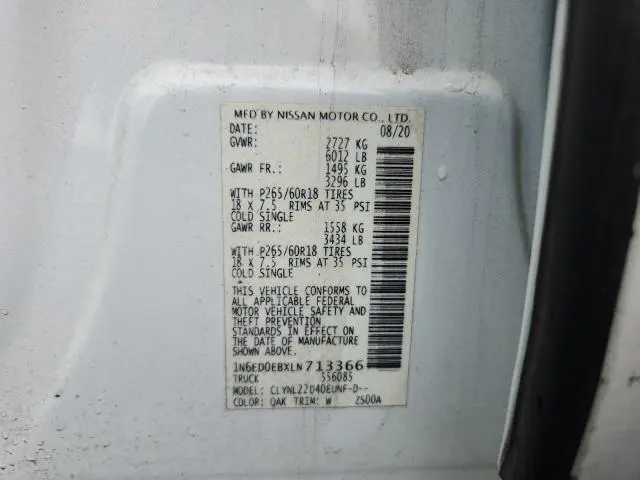 MFD BY NISSAN MOTOR CO., LTD.
DATE: 08/20
GVWR: 2727 KG
6012 LB
GAWR FR.: 1495 KG
3296 LB
WITH P265/60R18 TIRES
18 X 7.5 RIMS AT 35 PSI
COLD SINGLE
GAWR RR.: 1558 KG
3434 LB
WITH P265/60R18 TIRES
18 X 7.5 RIMS AT 35 PSI
COLD SINGLE
THIS VEHICLE CONFORMS TO
ALL APPLICABLE FEDERAL
MOTOR VEHICLE SAFETY AND
THEFT PREVENTION
STANDARDS IN EFFECT ON
THE DATE OF MANUFACTURE
SHOWN ABOVE.
1N6ED0EBXLN713366
TRUCK 556085
MODEL: CLYNLZZD40EUNF-D--
COLOR: QAK TRIM: W ZSOOA